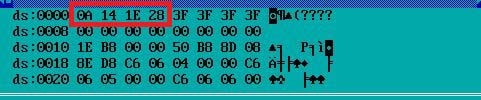 ds:0000 0A 14 1E 28 3F 3F 3F 3F ◙¶▲(????
ds:0008 00 00 00 00 00 00 00 00
ds:0010 1E B8 00 00 50 B8 8D 08 ▲╕  P╕ì◘
ds:0018 8E D8 C6 06 04 00 00 C6 Ä╪╞♠♦  ╞
ds:0020 06 05 00 00 C6 06 06 00 ♠♣  ╞♠♠